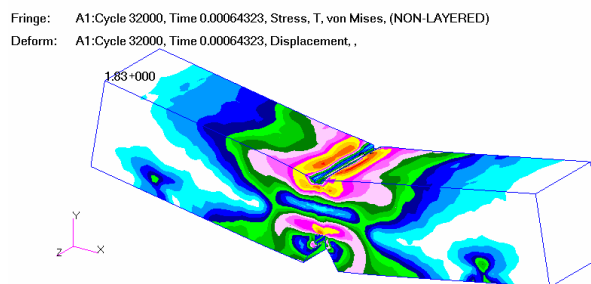 Fringe: A1:Cycle 32000, Time 0.00064323, Stress, T, von Mises, (NON-LAYERED)
Deform: A1:Cycle 32000, Time 0.00064323, Displacement, ,
1.83+000
Y
Z X